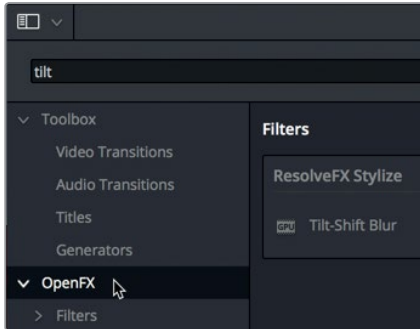 tilt
Toolbox
Video Transitions
Audio Transitions
Titles
Generators
OpenFX
Filters
Filters
ResolveFX Stylize
GPU Tilt-Shift Blur